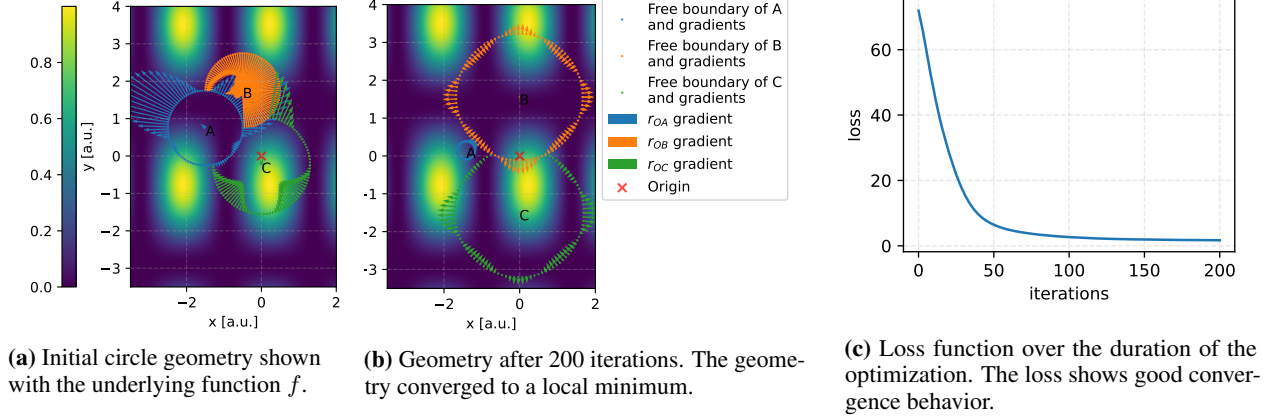 4
3
2
1
0
−1
−2
−3
y [a.u.]
0.8
0.6
0.4
0.2
0.0
B
A
C
−2
0
2
x [a.u.]
4
3
2
1
0
−1
−2
−3
B
A
C
−2
0
2
x [a.u.]
Free boundary of A
and gradients
Free boundary of B
and gradients
Free boundary of C
and gradients
r_OA gradient
r_OB gradient
r_OC gradient
Origin
60
40
20
0
loss
0
50
100
150
200
iterations
(a) Initial circle geometry shown
with the underlying function f.
(b) Geometry after 200 iterations. The geome-
try converged to a local minimum.
(c) Loss function over the duration of the
optimization. The loss shows good conver-
gence behavior.